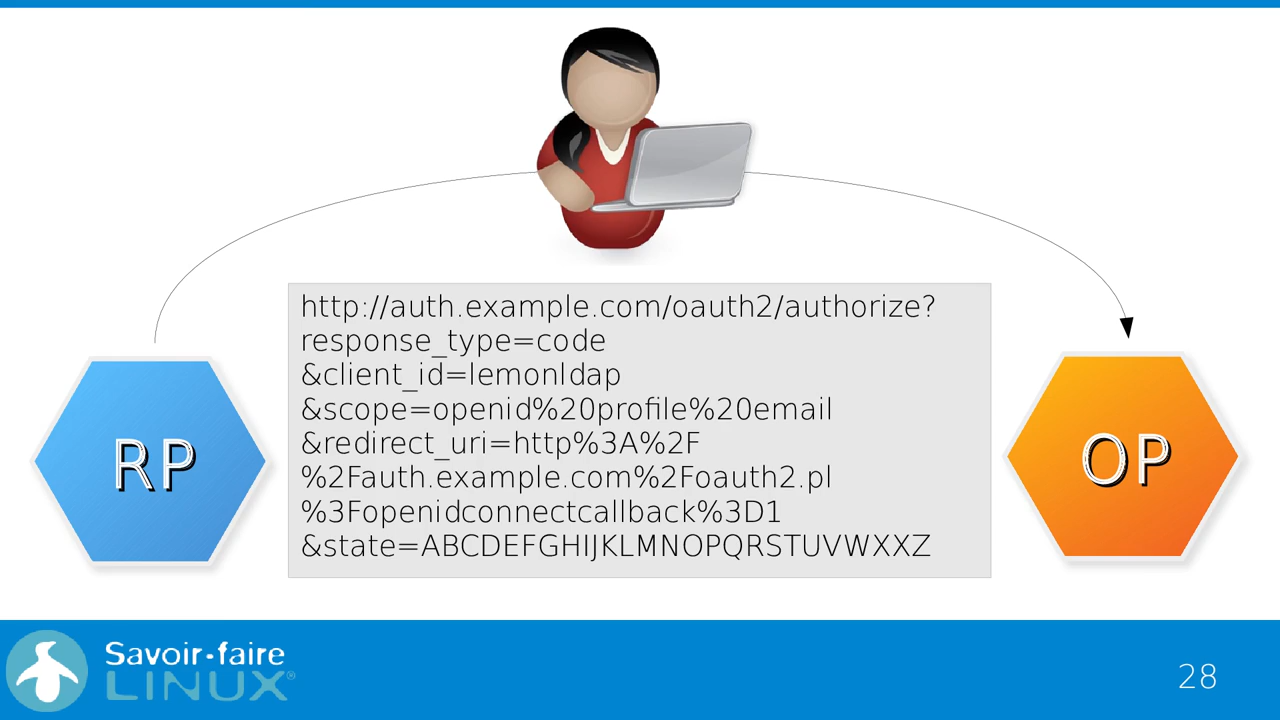 http://auth.example.com/oauth2/authorize?
response_type=code
&client_id=lemonldap
&scope=openid%20profile%20email
&redirect_uri=http%3A%2F
%2Fauth.example.com%2Foauth2.pl
%3Fopenidconnectcallback%3D1
&state=ABCDEFGHIJKLMNOPQRSTUVWXXZ
RP
OP
Savoir-faire
LINUX®
28